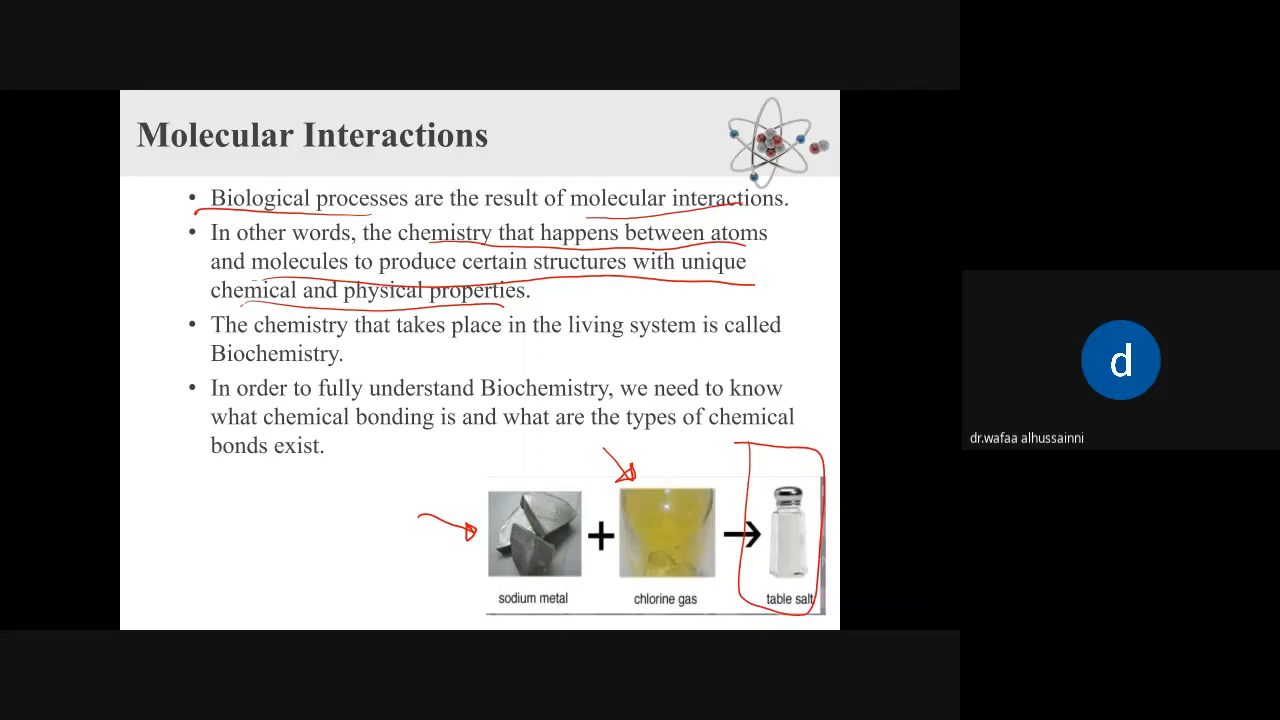 Molecular Interactions
• Biological processes are the result of molecular interactions.
• In other words, the chemistry that happens between atoms
and molecules to produce certain structures with unique
chemical and physical properties.
• The chemistry that takes place in the living system is called
Biochemistry.
• In order to fully understand Biochemistry, we need to know
what chemical bonding is and what are the types of chemical
bonds exist.
+
sodium metal
chlorine gas
table salt
d
dr.wafaa alhussainni